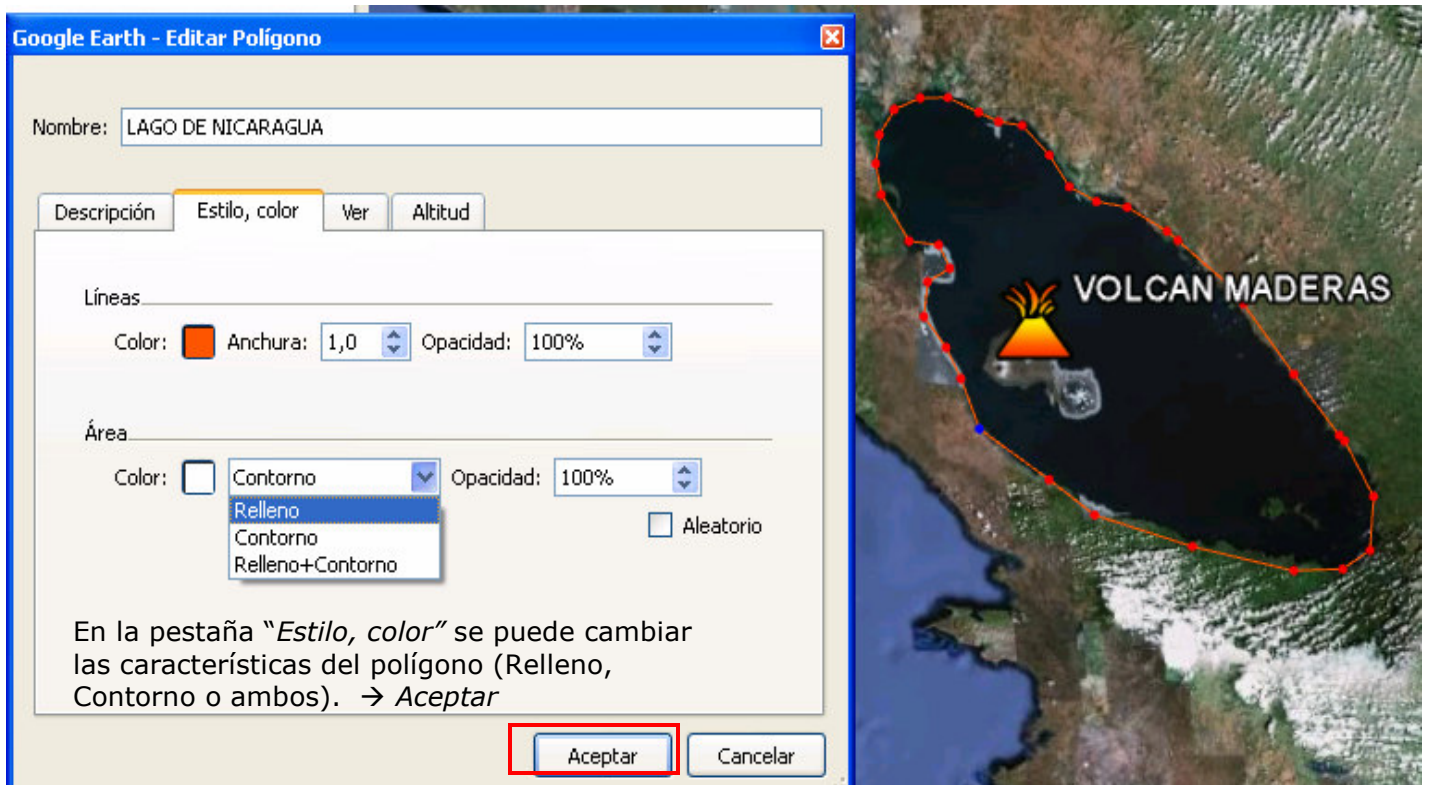 Google Earth - Editar Polígono
Nombre: LAGO DE NICARAGUA
Descripción Estilo, color Ver Altitud
Líneas
Color: Anchura: 1,0 Opacidad: 100%
Área
Color: Contorno Opacidad: 100%
Relleno
Contorno
Relleno+Contorno
Aleatorio
En la pestaña “Estilo, color” se puede cambiar
las características del polígono (Relleno,
Contorno o ambos). → Aceptar
Aceptar Cancelar
VOLCAN MADERAS